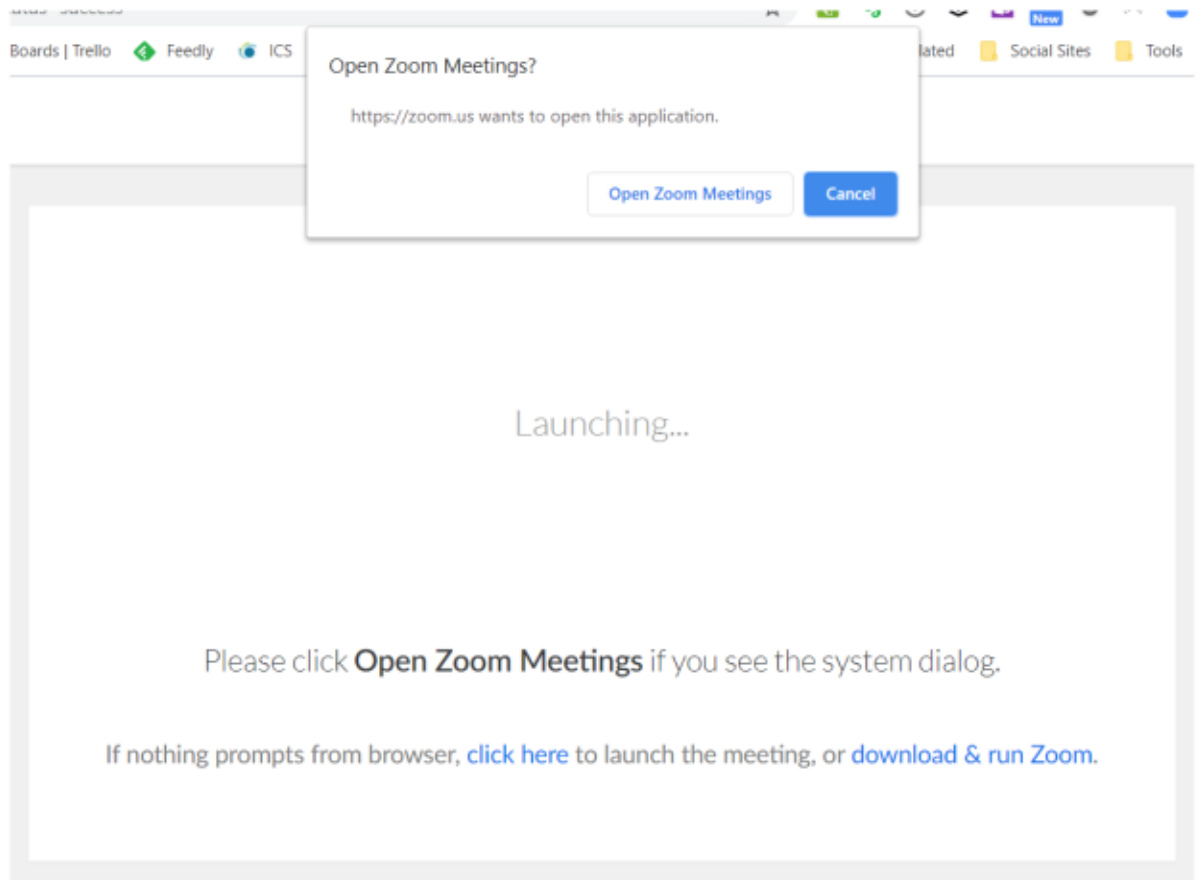 Boards | Trello Feedly ICS lated Social Sites Tools
New
Open Zoom Meetings?
https://zoom.us wants to open this application.
Open Zoom Meetings Cancel
Launching...
Please click Open Zoom Meetings if you see the system dialog.
If nothing prompts from browser, click here to launch the meeting, or download & run Zoom.